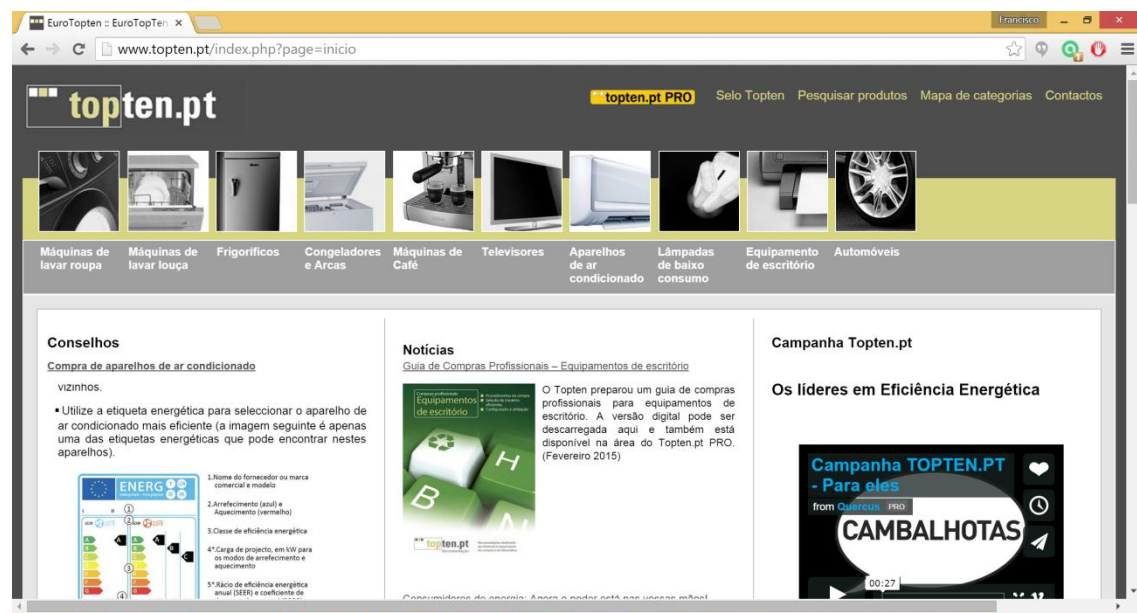 EuroTopten :: EuroTopTen
Francisco
www.topten.pt/index.php?page=inicio
topten.pt
topten.pt PRO
Selo Topten
Pesquisar produtos
Mapa de categorias
Contactos
Máquinas de
lavar roupa
Máquinas de
lavar louça
Frigoríficos
Congeladores
e Arcas
Máquinas de
Café
Televisores
Aparelhos
de ar
condicionado
Lâmpadas
de baixo
consumo
Equipamento
de escritório
Automóveis
Conselhos
Compra de aparelhos de ar condicionado
vizinhos.
▪ Utilize a etiqueta energética para seleccionar o aparelho de
ar condicionado mais eficiente (a imagem seguinte é apenas
uma das etiquetas energéticas que pode encontrar nestes
aparelhos).
ENERG
1.Nome do fornecedor ou marca
comercial e modelo
2.Arrefecimento (azul) e
Aquecimento (vermelho)
3.Classe de eficiência energética
4*.Carga de projecto, em kW para
os modos de arrefecimento e
aquecimento
5*.Rácio de eficiência energética
anual (SEER) e coeficiente de
Notícias
Guia de Compras Profissionais – Equipamentos de escritório
Equipamentos
de escritório
H
B
N
topten.pt
O Topten preparou um guia de compras
profissionais para equipamentos de
escritório. A versão digital pode ser
descarregada aqui e também está
disponível na área do Topten.pt PRO.
(Fevereiro 2015)
Consumidores de energia: Agora o poder está nas vossas mãos!
Campanha Topten.pt
Os líderes em Eficiência Energética
Campanha TOPTEN.PT
- Para eles
from Quercus PRO
CAMBALHOTAS
00:27